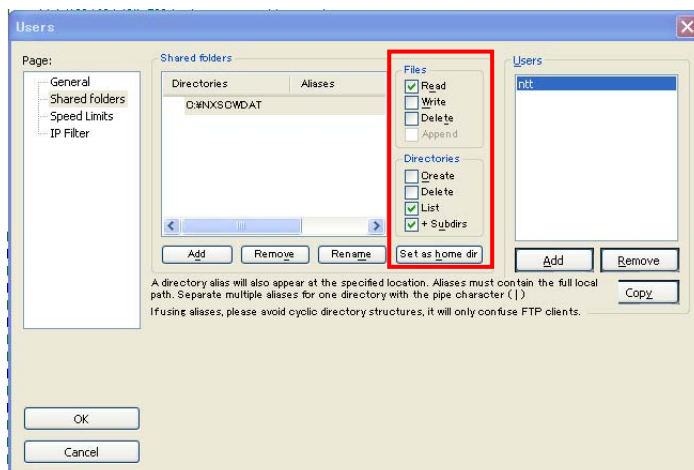 Users
Page:
General
Shared folders
Speed Limits
IP Filter
Shared folders
Directories Aliases
C:¥NXSCWDAT
Files
Read
Write
Delete
Append
Directories
Create
Delete
List
+ Subdirs
Add Remove Rename Set as home dir
Users
ntt
Add Remove
Copy
A directory alias will also appear at the specified location. Aliases must contain the full local
path. Separate multiple aliases for one directory with the pipe character (|)
If using aliases, please avoid cyclic directory structures, it will only confuse FTP clients.
OK
Cancel